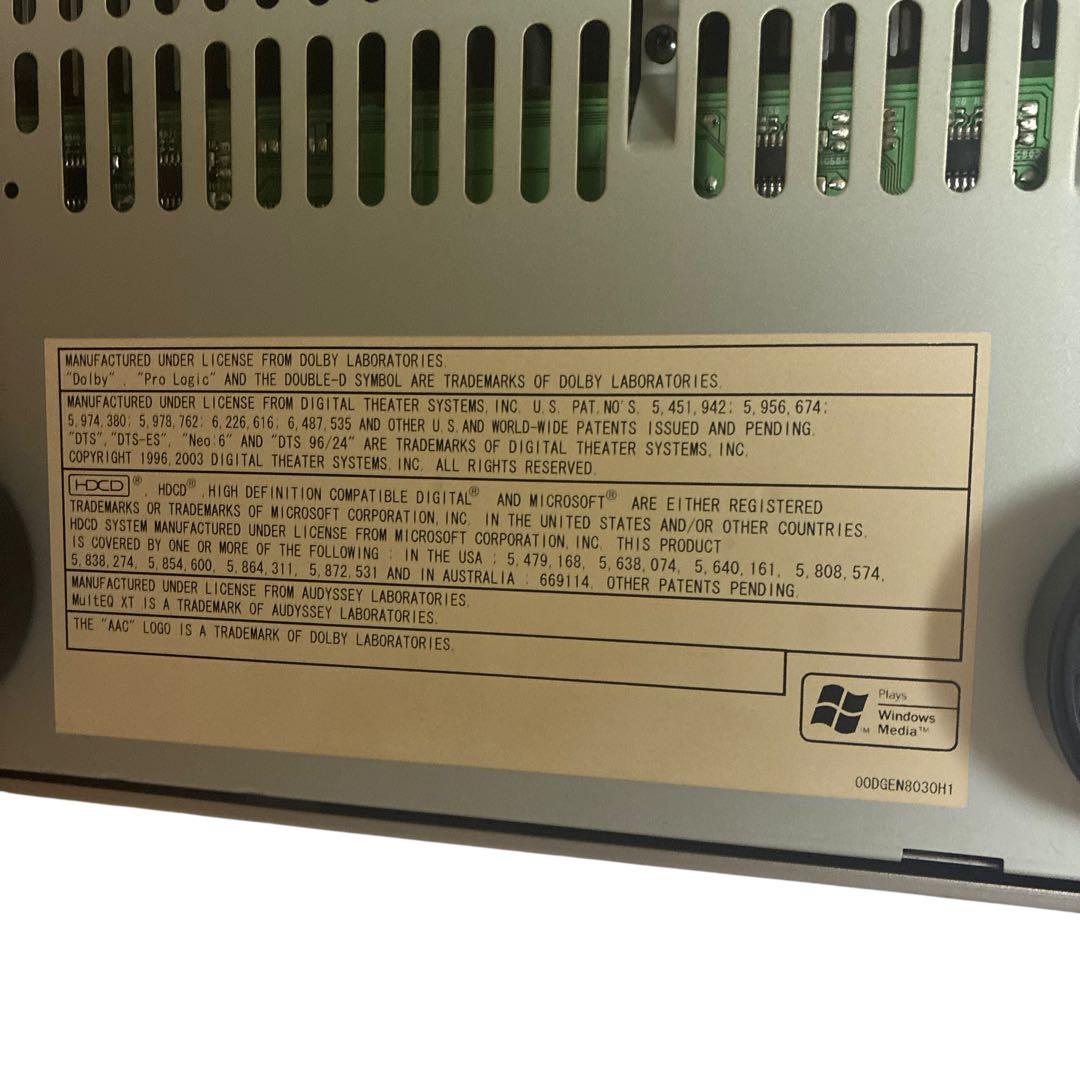 MANUFACTURED UNDER LICENSE FROM DOLBY LABORATORIES.
"Dolby", "Pro Logic" AND THE DOUBLE-D SYMBOL ARE TRADEMARKS OF DOLBY LABORATORIES.
MANUFACTURED UNDER LICENSE FROM DIGITAL THEATER SYSTEMS, INC. U.S. PAT.NO'S. 5,451,942; 5,956,674;
5,974,380; 5,978,762; 6,226,616; 6,487,535 AND OTHER U.S.AND WORLD-WIDE PATENTS ISSUED AND PENDING.
"DTS","DTS-ES", "Neo:6" AND "DTS 96/24" ARE TRADEMARKS OF DIGITAL THEATER SYSTEMS, INC.
COPYRIGHT 1996,2003 DIGITAL THEATER SYSTEMS, INC. ALL RIGHTS RESERVED.
HDCD®, HDCD®,HIGH DEFINITION COMPATIBLE DIGITAL® AND MICROSOFT® ARE EITHER REGISTERED
TRADEMARKS OR TRADEMARKS OF MICROSOFT CORPORATION,INC. IN THE UNITED STATES AND/OR OTHER COUNTRIES.
HDCD SYSTEM MANUFACTURED UNDER LICENSE FROM MICROSOFT CORPORATION,INC. THIS PRODUCT
IS COVERED BY ONE OR MORE OF THE FOLLOWING : IN THE USA : 5,479,168, 5,638,074, 5,640,161, 5,808,574,
5,838,274, 5,854,600, 5,864,311, 5,872,531 AND IN AUSTRALIA : 669114, OTHER PATENTS PENDING.
MANUFACTURED UNDER LICENSE FROM AUDYSSEY LABORATORIES.
MultEQ XT IS A TRADEMARK OF AUDYSSEY LABORATORIES.
THE "AAC" LOGO IS A TRADEMARK OF DOLBY LABORATORIES.
Plays
Windows
Media™
TM
00DGEN8030H1